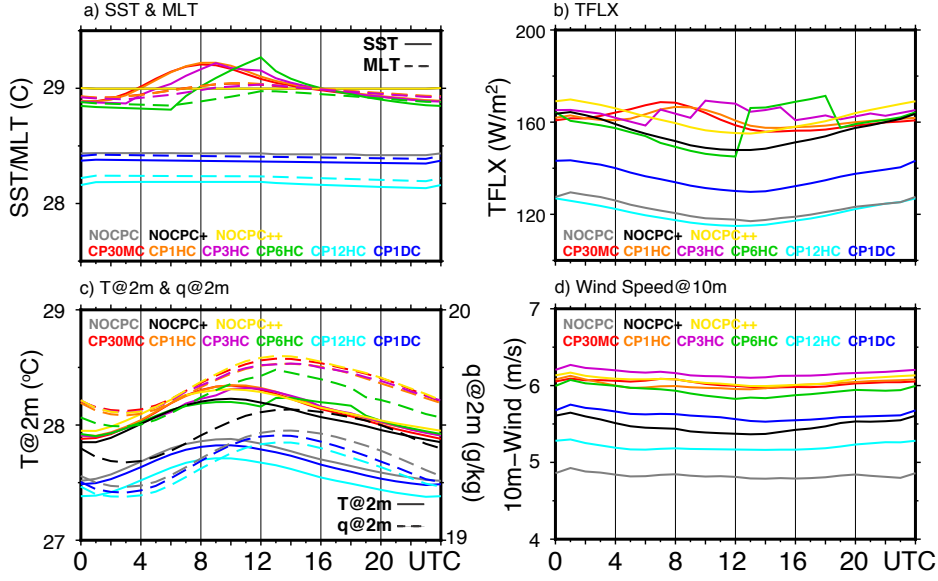 a) SST & MLT
SST/MLT (C)
29
28
SST
MLT
NOCPC NOCPC+ NOCPC++
CP30MC CP1HC CP3HC CP6HC CP12HC CP1DC
b) TFLX
TFLX (W/m²)
200
160
120
NOCPC NOCPC+ NOCPC++
CP30MC CP1HC CP3HC CP6HC CP12HC CP1DC
c) T@2m & q@2m
T@2m (°C)
29
28
27
20
19
q@2m (g/kg)
NOCPC NOCPC+ NOCPC++
CP30MC CP1HC CP3HC CP6HC CP12HC CP1DC
T@2m
q@2m
0 4 8 12 16 20 UTC
d) Wind Speed@10m
10m−Wind (m/s)
7
6
5
4
NOCPC NOCPC+ NOCPC++
CP30MC CP1HC CP3HC CP6HC CP12HC CP1DC
0 4 8 12 16 20 UTC